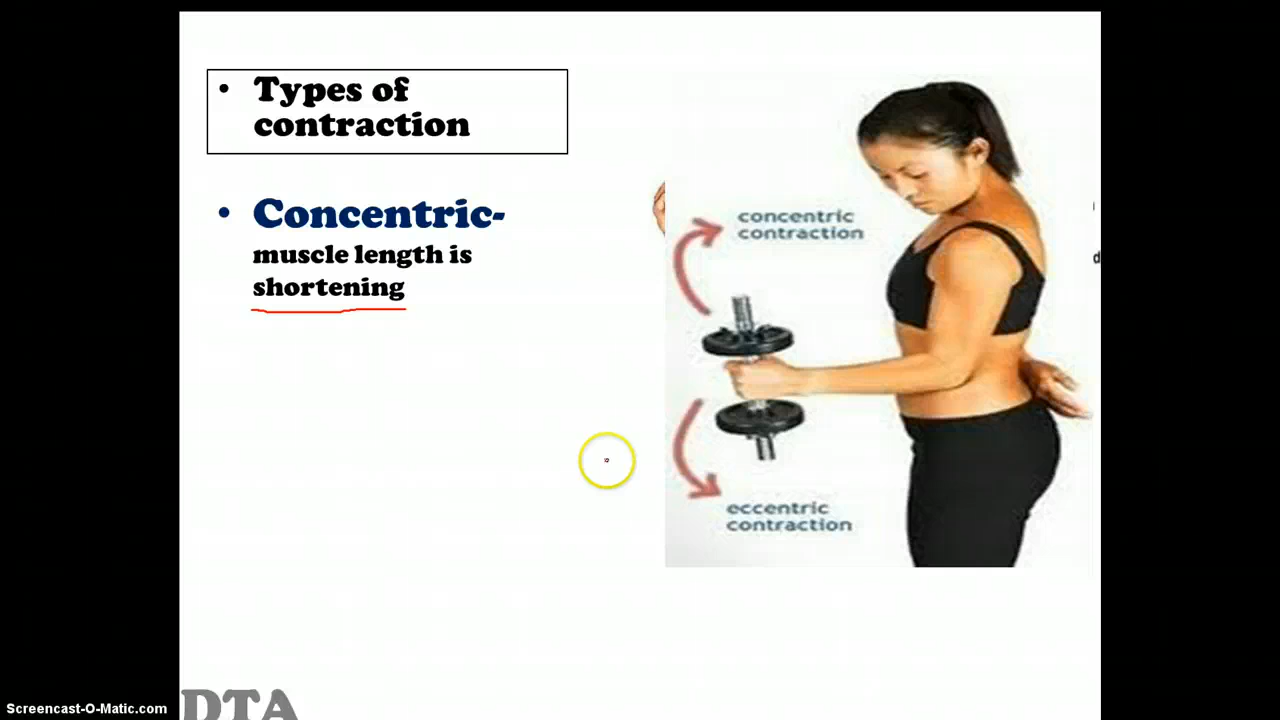 • Types of
contraction
• Concentric-
muscle length is
shortening
concentric
contraction
eccentric
contraction
Screencast-O-Matic.com